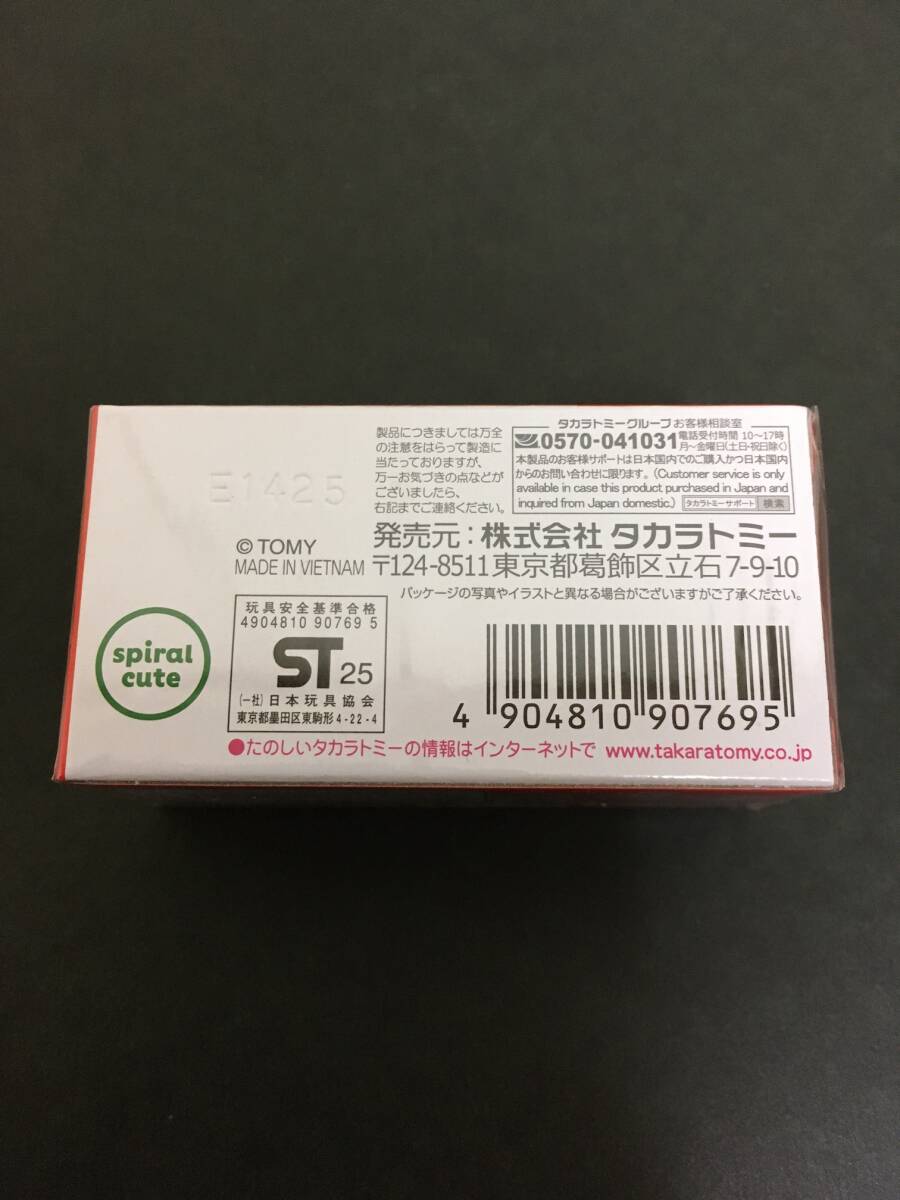 タカラトミーグループ お客様相談室
0570-041031 電話受付時間 10〜17時
月〜金曜日(土日・祝日除く)
本製品のお客様サポートは日本国内でのご購入かつ日本国内
からのお問い合わせに限ります。(Customer service is only
available in case this product purchased in Japan and
inquired from Japan domestic.) タカラトミーサポート 検索
製品につきましては万全
の注意をはらって製造に
当たっておりますが、
万一お気づきの点などが
ございましたら、
右記までご連絡ください。
E1425
© TOMY
MADE IN VIETNAM
発売元:株式会社 タカラトミー
〒124-8511 東京都葛飾区立石7-9-10
パッケージの写真やイラストと異なる場合がございますがご了承ください。
spiral
cute
玩具安全基準合格
4904810 90769 5
ST 25
(一社)日本玩具協会
東京都墨田区東駒形4-22-4
4 904810 907695
●たのしいタカラトミーの情報はインターネットで www.takaratomy.co.jp